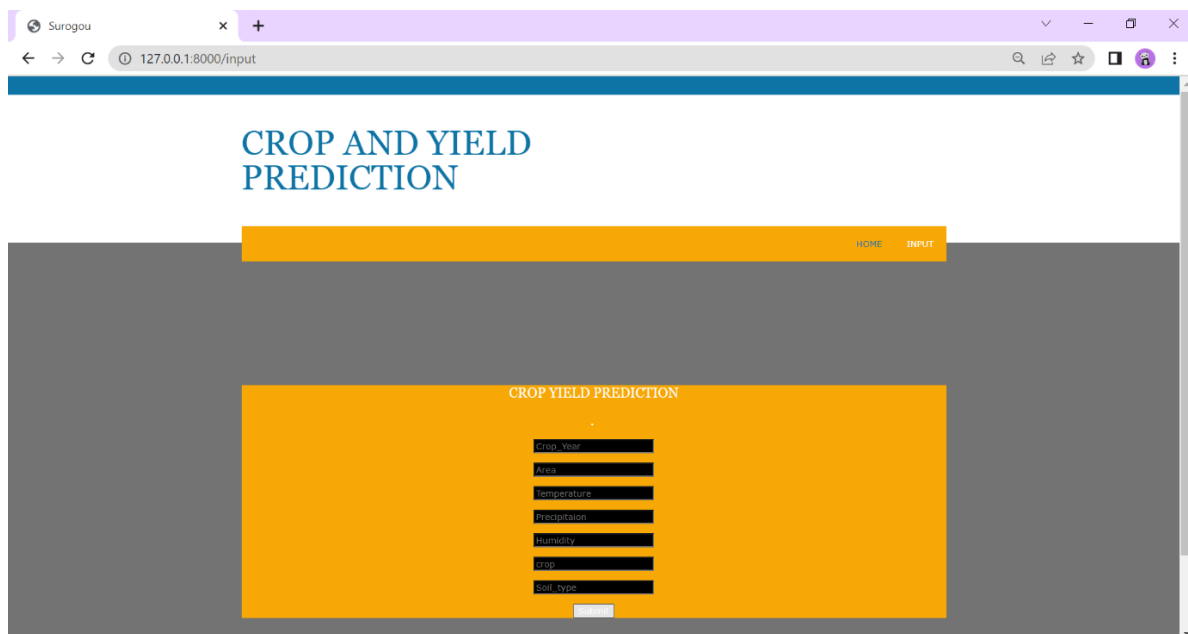 Surogou
127.0.0.1:8000/input
CROP AND YIELD
PREDICTION
HOME INPUT
CROP YIELD PREDICTION
.
Crop_Year
Area
Temperature
Precipitaion
Humidity
crop
Soil_type
Submit